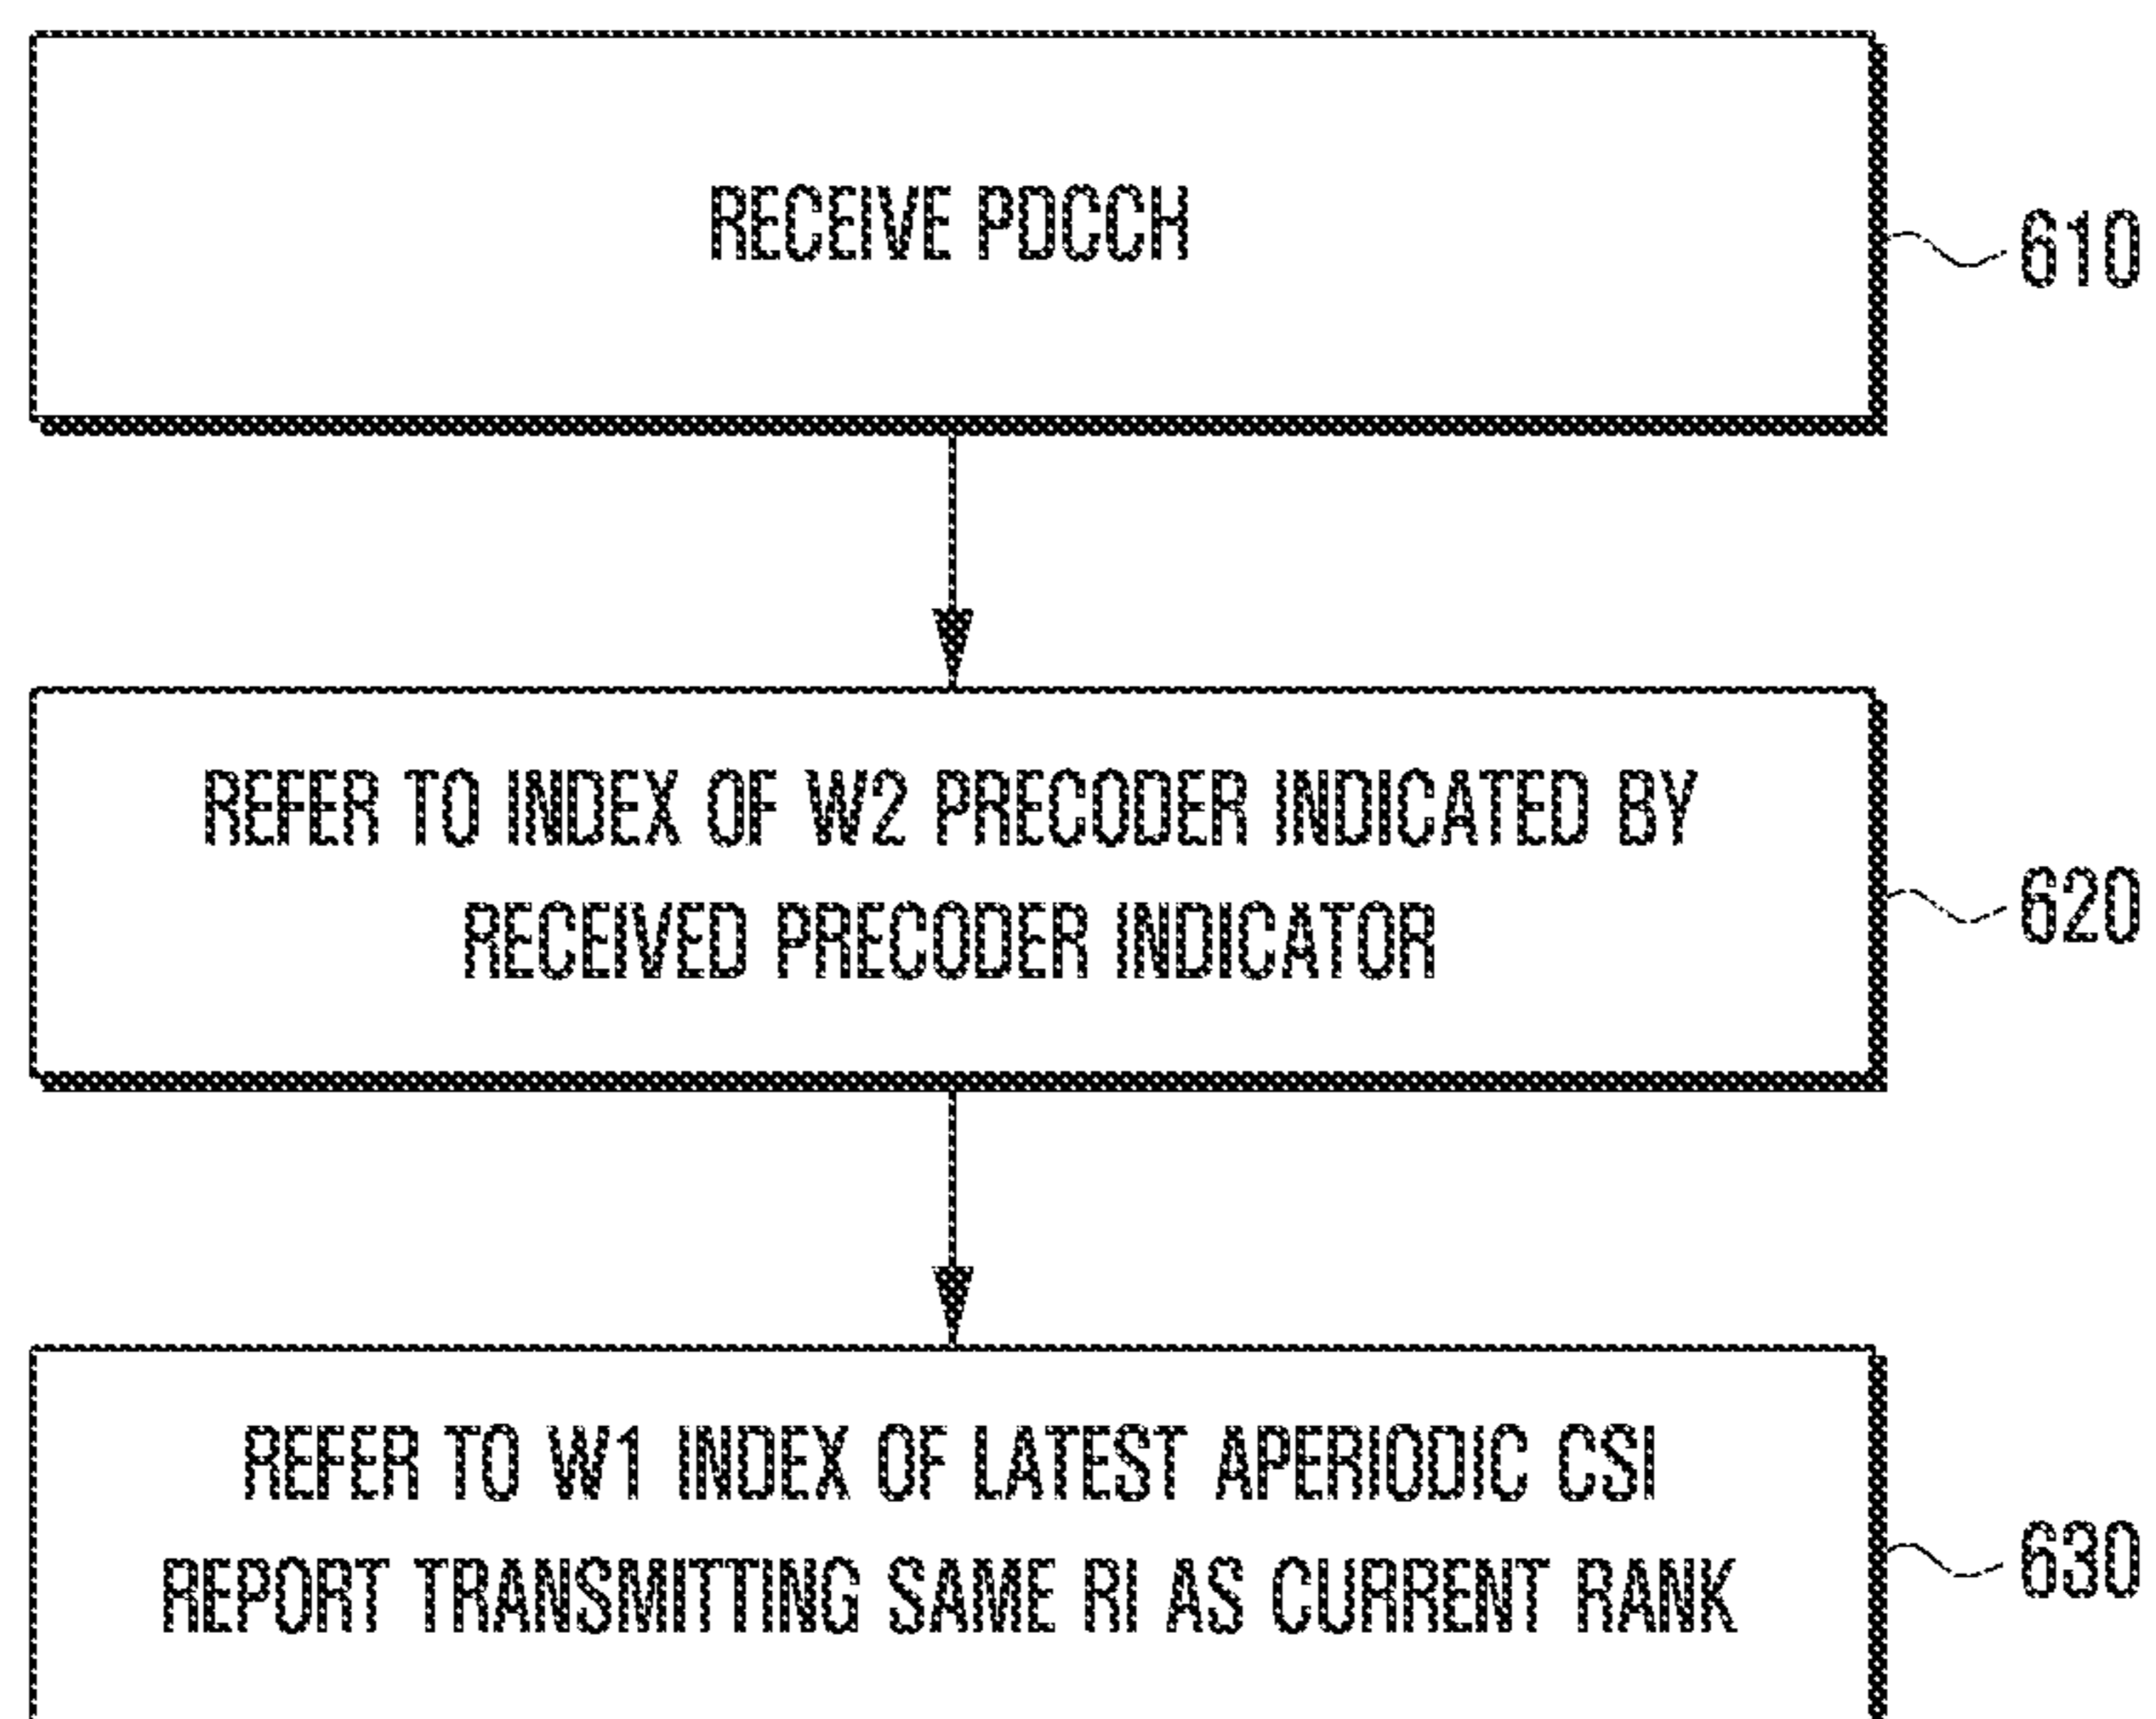 RECEIVE PDCCH
610
REFER TO INDEX OF W2 PRECODER INDICATED BY
RECEIVED PRECODER INDICATOR
620
REFER TO W1 INDEX OF LATEST APERIODIC CSI
REPORT TRANSMITTING SAME RI AS CURRENT RANK
630